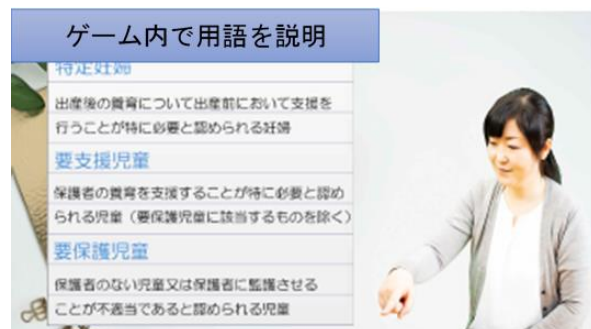 ゲーム内で用語を説明
特定妊婦
出産後の養育について出産前において支援を
行うことが特に必要と認められる妊婦
要支援児童
保護者の養育を支援することが特に必要と認め
られる児童（要保護児童に該当するものを除く）
要保護児童
保護者のない児童又は保護者に監護させる
ことが不適当であると認められる児童